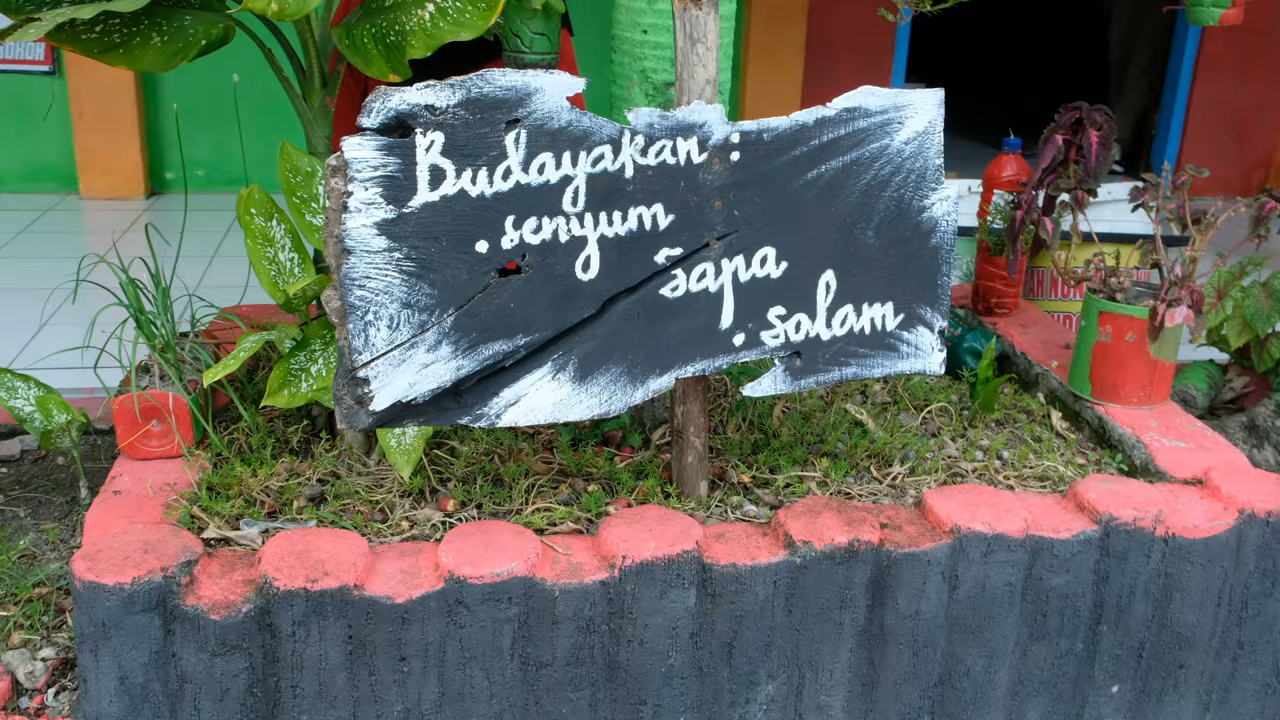 Budayakan :
. senyum
- sapa
. salam